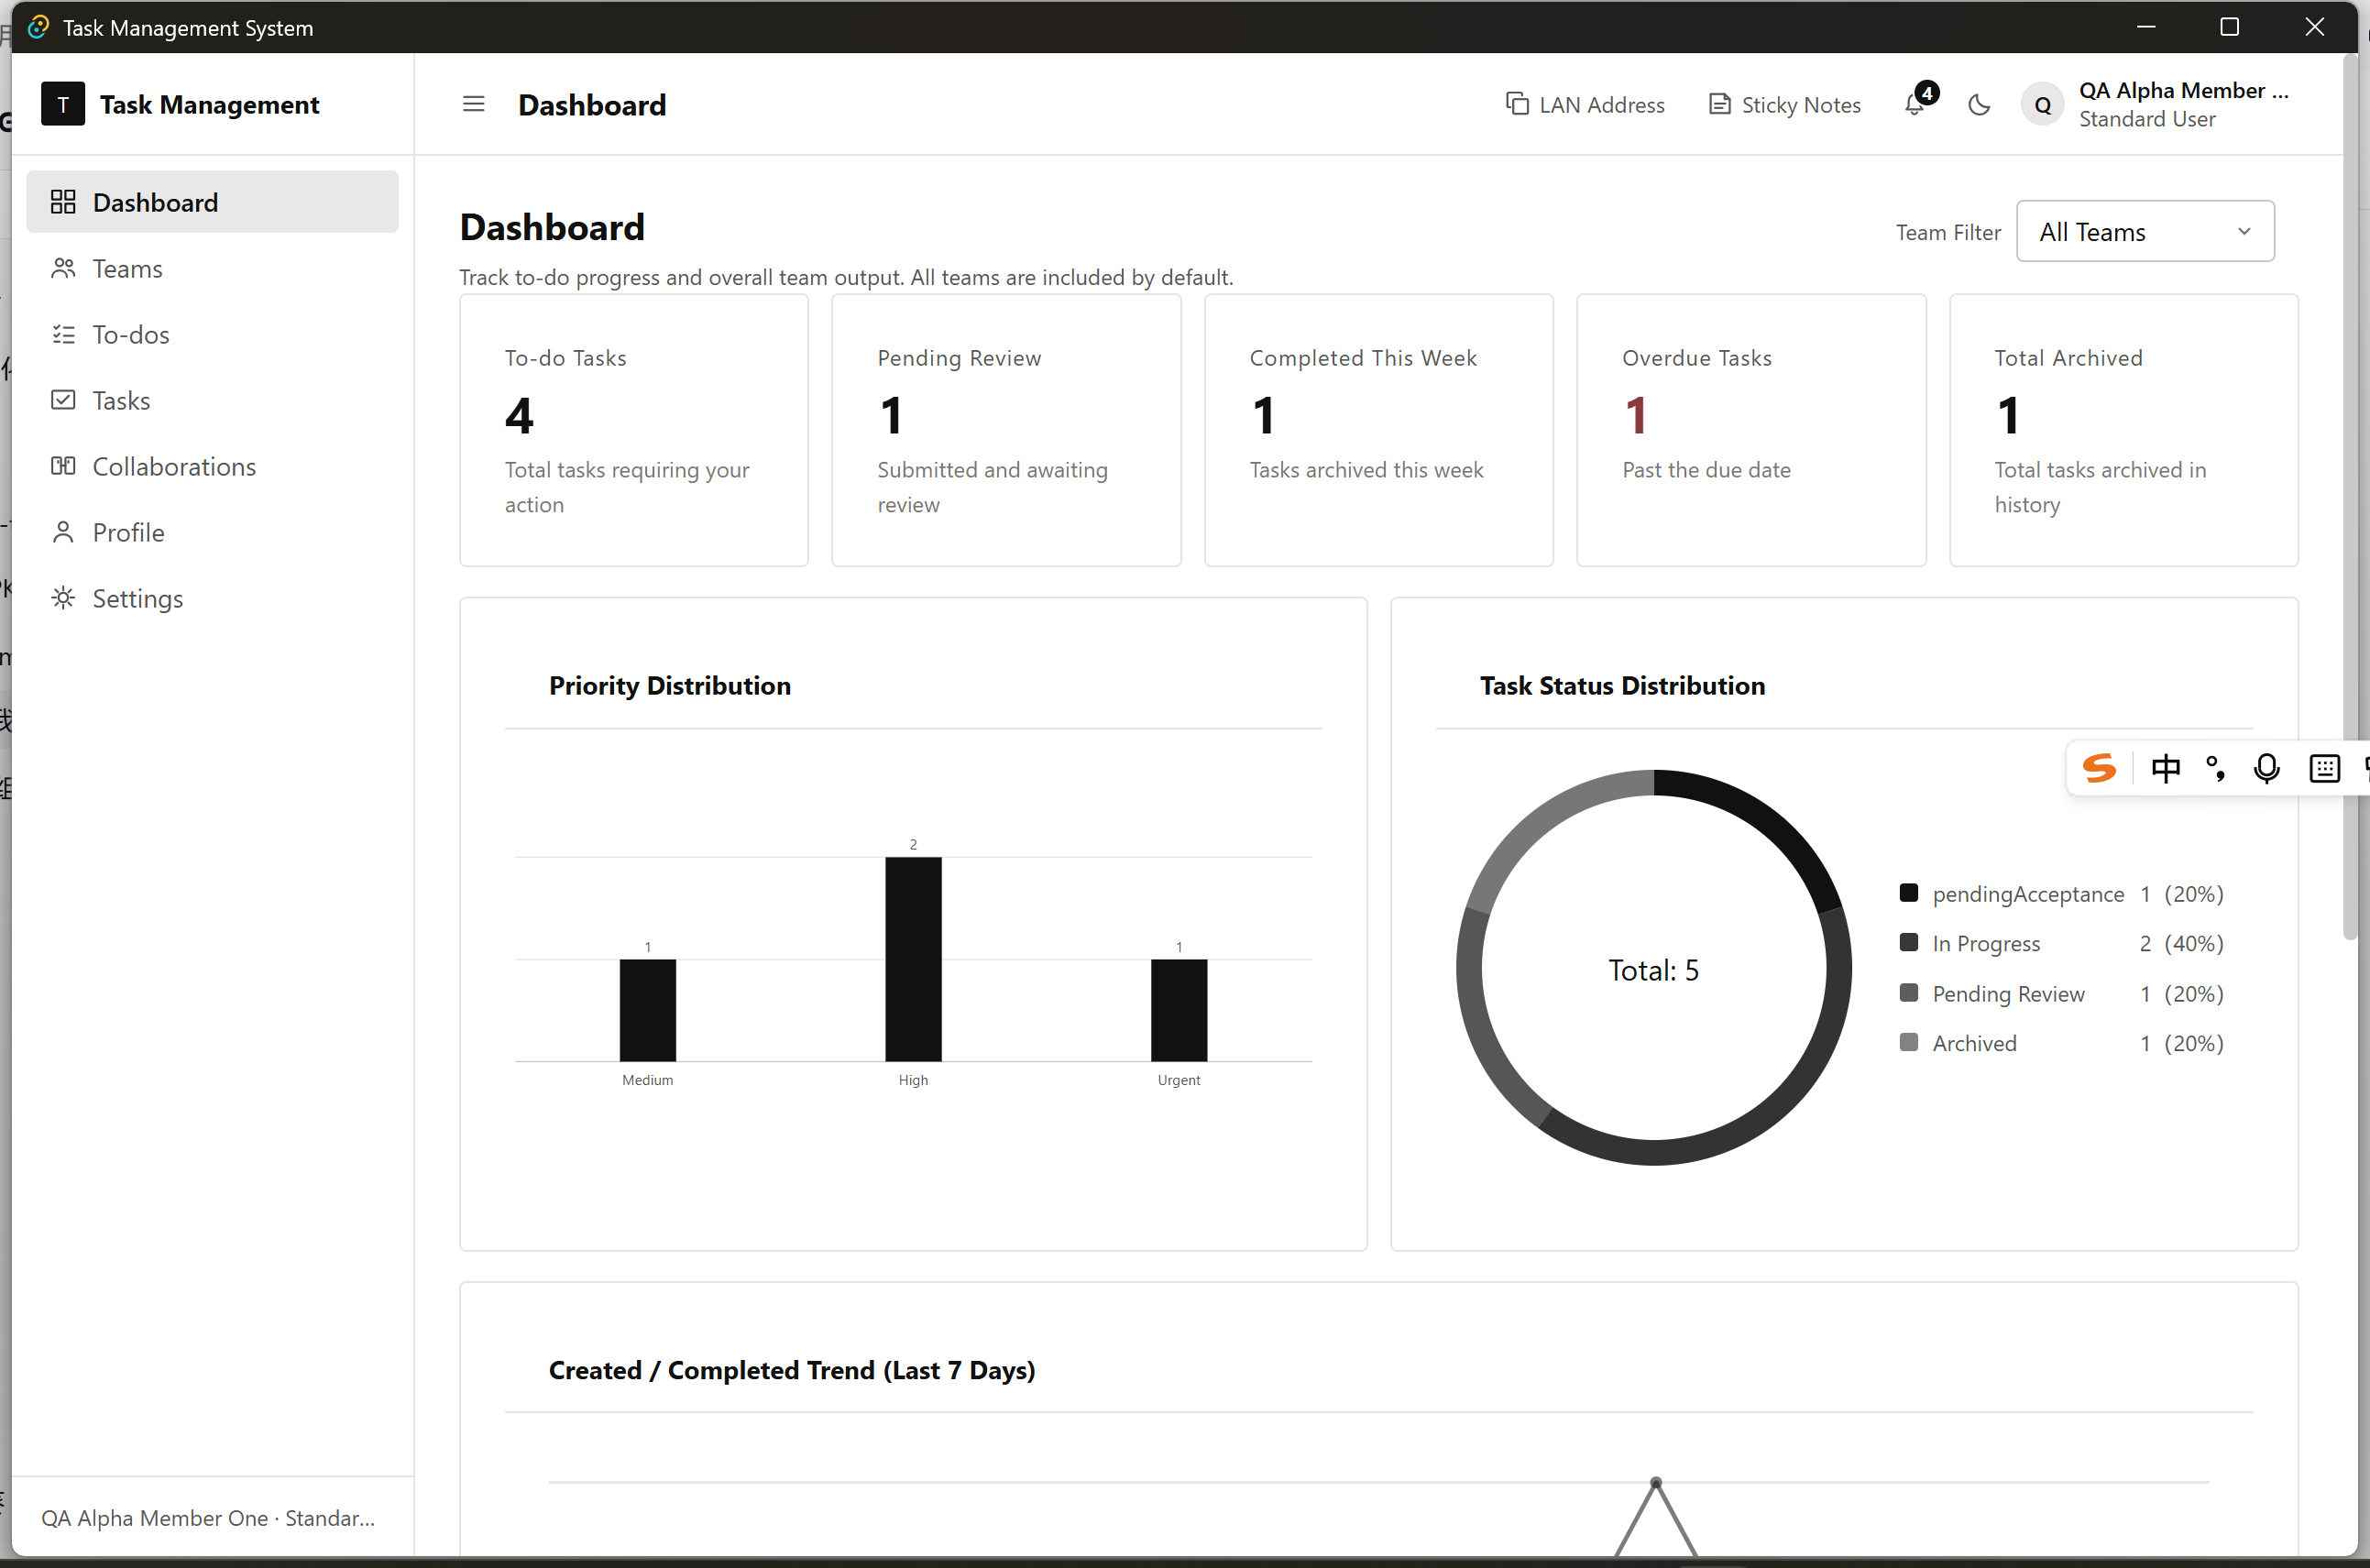 Task Management System
T Task Management
Dashboard
LAN Address
Sticky Notes
4
Q
QA Alpha Member ...
Standard User
Dashboard
Teams
To-dos
Tasks
Collaborations
Profile
Settings
QA Alpha Member One · Standar...
Dashboard
Track to-do progress and overall team output. All teams are included by default.
Team Filter
All Teams
To-do Tasks
4
Total tasks requiring your
action
Pending Review
1
Submitted and awaiting
review
Completed This Week
1
Tasks archived this week
Overdue Tasks
1
Past the due date
Total Archived
1
Total tasks archived in
history
Priority Distribution
2
1
1
Medium
High
Urgent
Task Status Distribution
Total: 5
pendingAcceptance 1 (20%)
In Progress 2 (40%)
Pending Review 1 (20%)
Archived 1 (20%)
S 中
Created / Completed Trend (Last 7 Days)